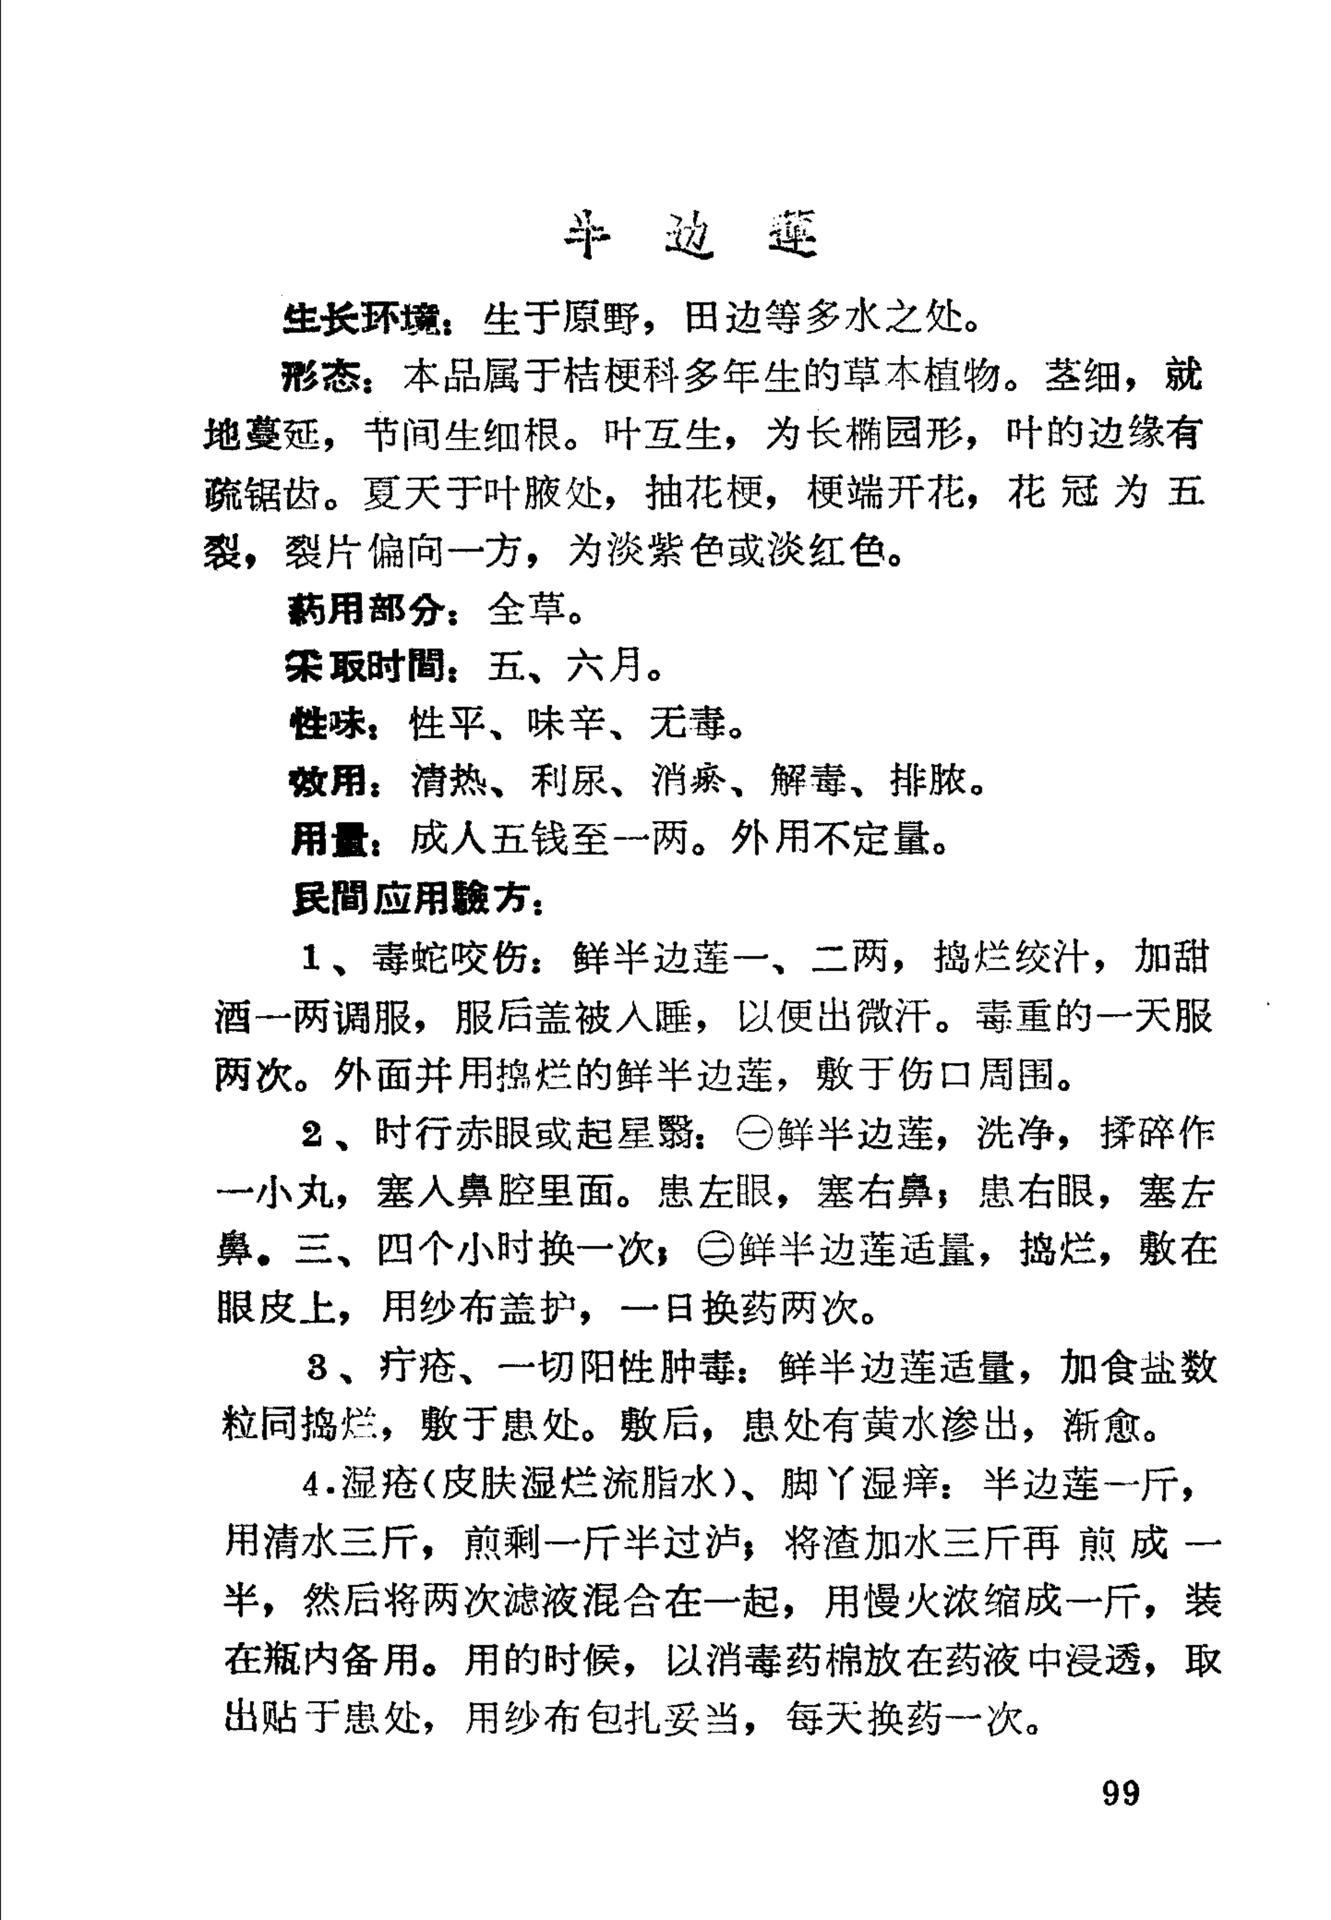 半边蓮
生长环境：生于原野，田边等多水之处。
形态：本品属于桔梗科多年生的草本植物。茎细，就
地蔓延，节间生细根。叶互生，为长椭园形，叶的边缘有
疏锯齿。夏天于叶腋处，抽花梗，梗端开花，花冠为五
裂，裂片偏向一方，为淡紫色或淡红色。
药用部分：全草。
采取时間：五、六月。
性味：性平、味辛、无毒。
效用：清热、利尿、消瘀、解毒、排脓。
用量：成人五钱至一两。外用不定量。
民間应用驗方：
1、毒蛇咬伤：鲜半边莲一、二两，捣烂绞汁，加甜
酒一两调服，服后盖被入睡，以便出微汗。毒重的一天服
两次。外面并用捣烂的鲜半边莲，敷于伤口周围。
2、时行赤眼或起星翳：㊀鲜半边莲，洗净，揉碎作
一小丸，塞入鼻腔里面。患左眼，塞右鼻；患右眼，塞左
鼻。三、四个小时换一次；㊁鲜半边莲适量，捣烂，敷在
眼皮上，用纱布盖护，一日换药两次。
3、疔疮、一切阳性肿毒：鲜半边莲适量，加食盐数
粒同捣烂，敷于患处。敷后，患处有黄水渗出，渐愈。
4.湿疮(皮肤湿烂流脂水)、脚丫湿痒：半边莲一斤，
用清水三斤，煎剩一斤半过泸；将渣加水三斤再煎成一
半，然后将两次滤液混合在一起，用慢火浓缩成一斤，装
在瓶内备用。用的时候，以消毒药棉放在药液中浸透，取
出贴于患处，用纱布包扎妥当，每天换药一次。
99